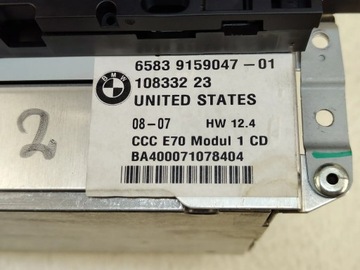 BMW
6583 9159047-01
108332 23
UNITED STATES
08-07 HW 12.4
CCC E70 Modul 1 CD
BA400071078404
2